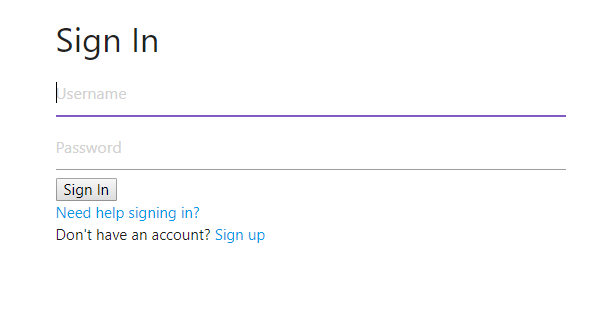 Sign In
Username
Password
Sign In
Need help signing in?
Don't have an account? Sign up